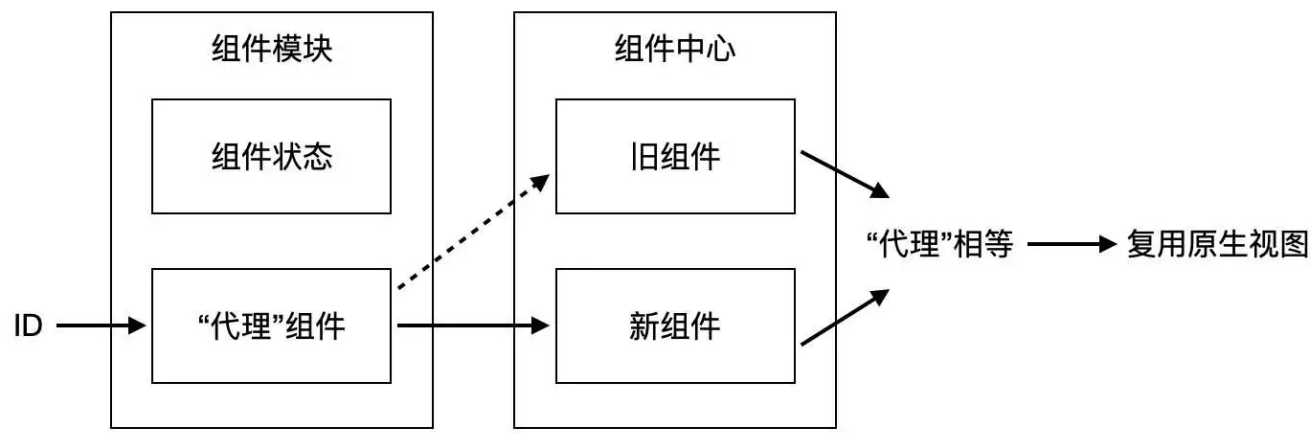 组件模块
组件中心
组件状态
旧组件
“代理”相等
复用原生视图
ID
“代理”组件
新组件